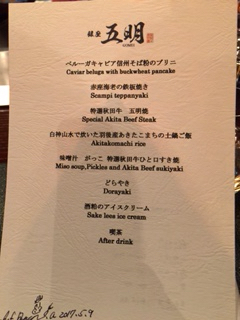 銀座 五明
GOMEI
ベルーガキャビア信州そば粉のブリニ
Caviar beluga with buckwheat pancake
赤座海老の鉄板焼き
Scampi teppanyaki
特選秋田牛 五明焼
Special Akita Beef Steak
白神山水で炊いた羽後産あきたこまちの土鍋ご飯
Akitakomachi rice
味噌汁 がっこ 特選秋田牛ひと口すき焼
Miso soup,Pickles and Akita Beef sukiyaki
どらやき
Dorayaki
酒粕のアイスクリーム
Sake lees ice cream
喫茶
After drink
2017.5.9